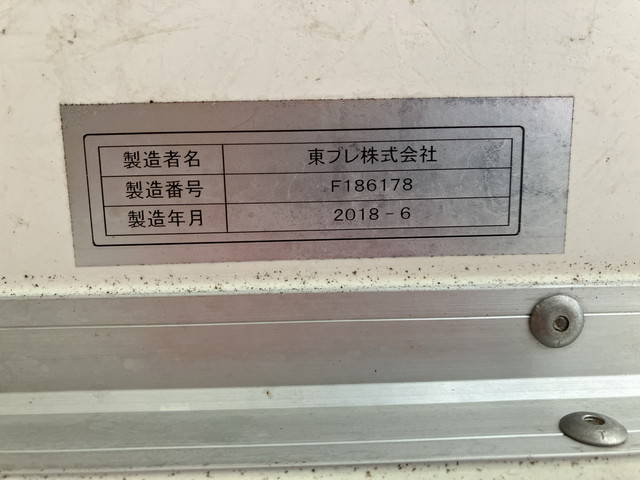 製造者名 東プレ株式会社
製造番号 F186178
製造年月 2018-6